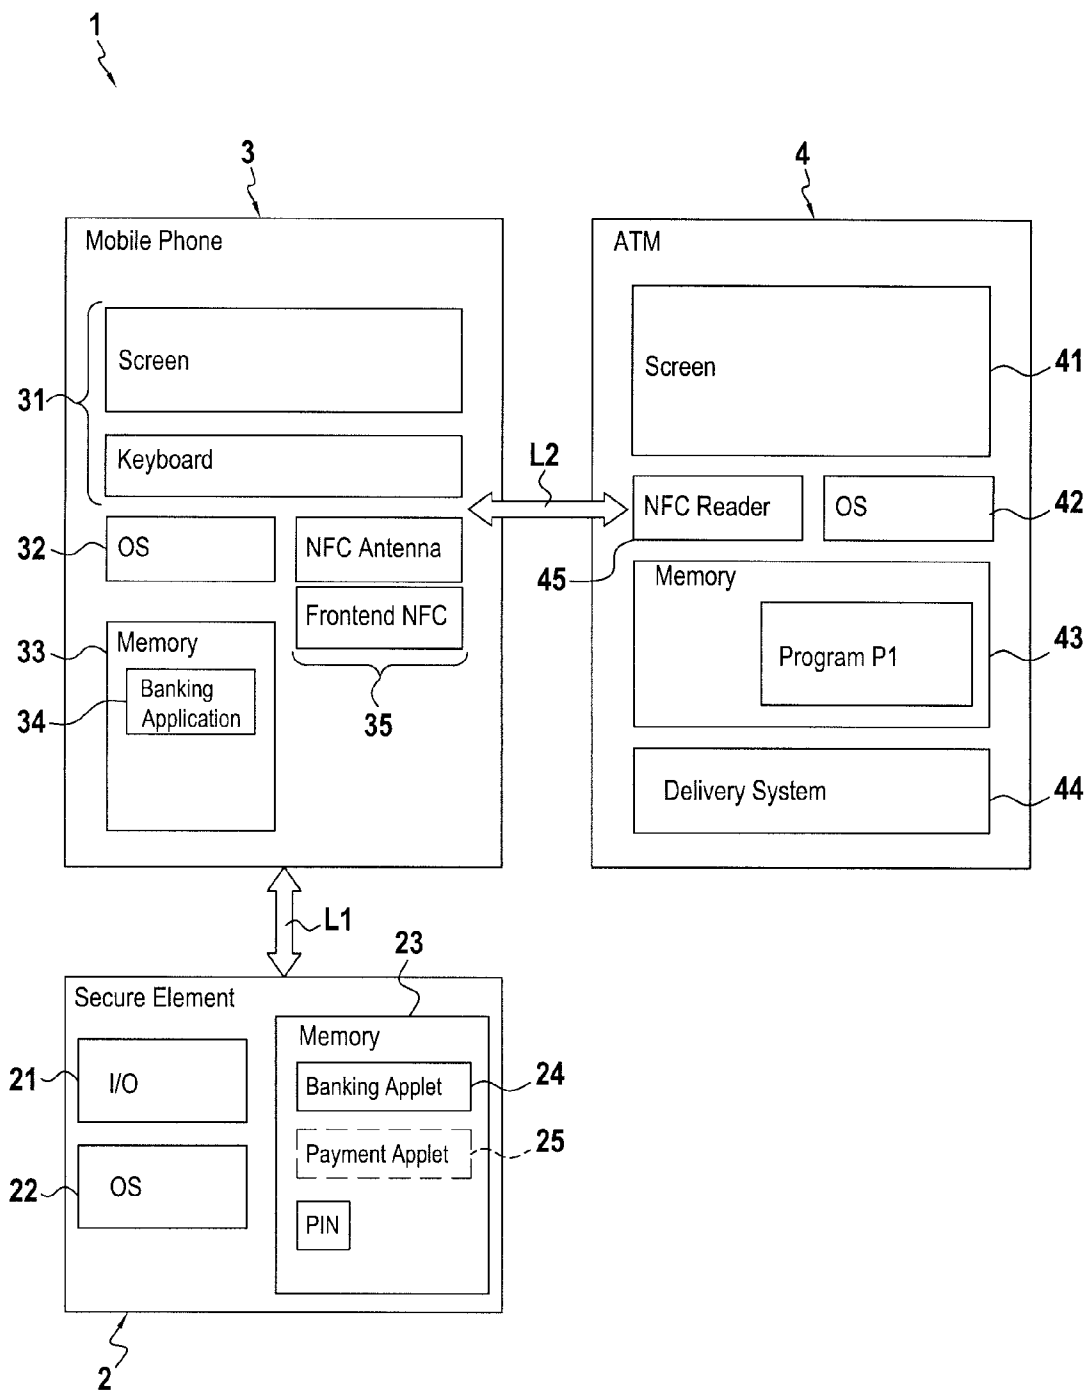 1
3
4
Mobile Phone
ATM
Screen
31
Keyboard
Screen
41
L2
32
OS
NFC Antenna
NFC Reader
OS
42
45
Frontend NFC
33
Memory
34
Banking
Application
35
Memory
Program P1
43
Delivery System
44
L1
23
Secure Element
21
I/O
22
OS
Memory
Banking Applet
24
Payment Applet
25
PIN
2